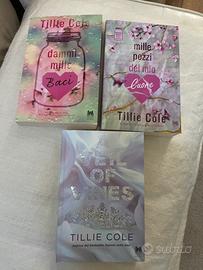 Tillie Cole
dammi mille
Baci
mille
pezzi
del mio
Cuore
Tillie Cole
VEIL
OF
VINES
TILLIE COLE
subito